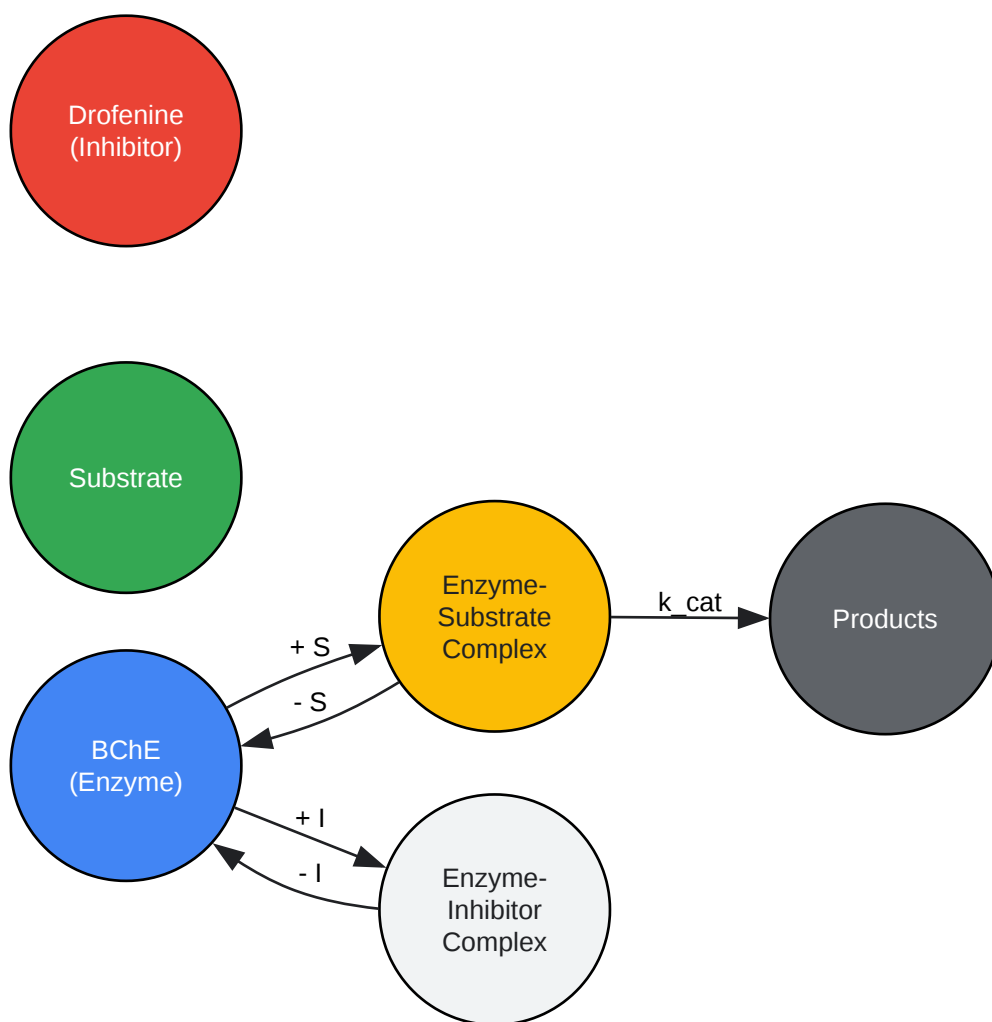 Drofenine
(Inhibitor)
Substrate
Enzyme-
Substrate
Complex
k_cat
Products
+ S
- S
BChE
(Enzyme)
+ I
- I
Enzyme-
Inhibitor
Complex